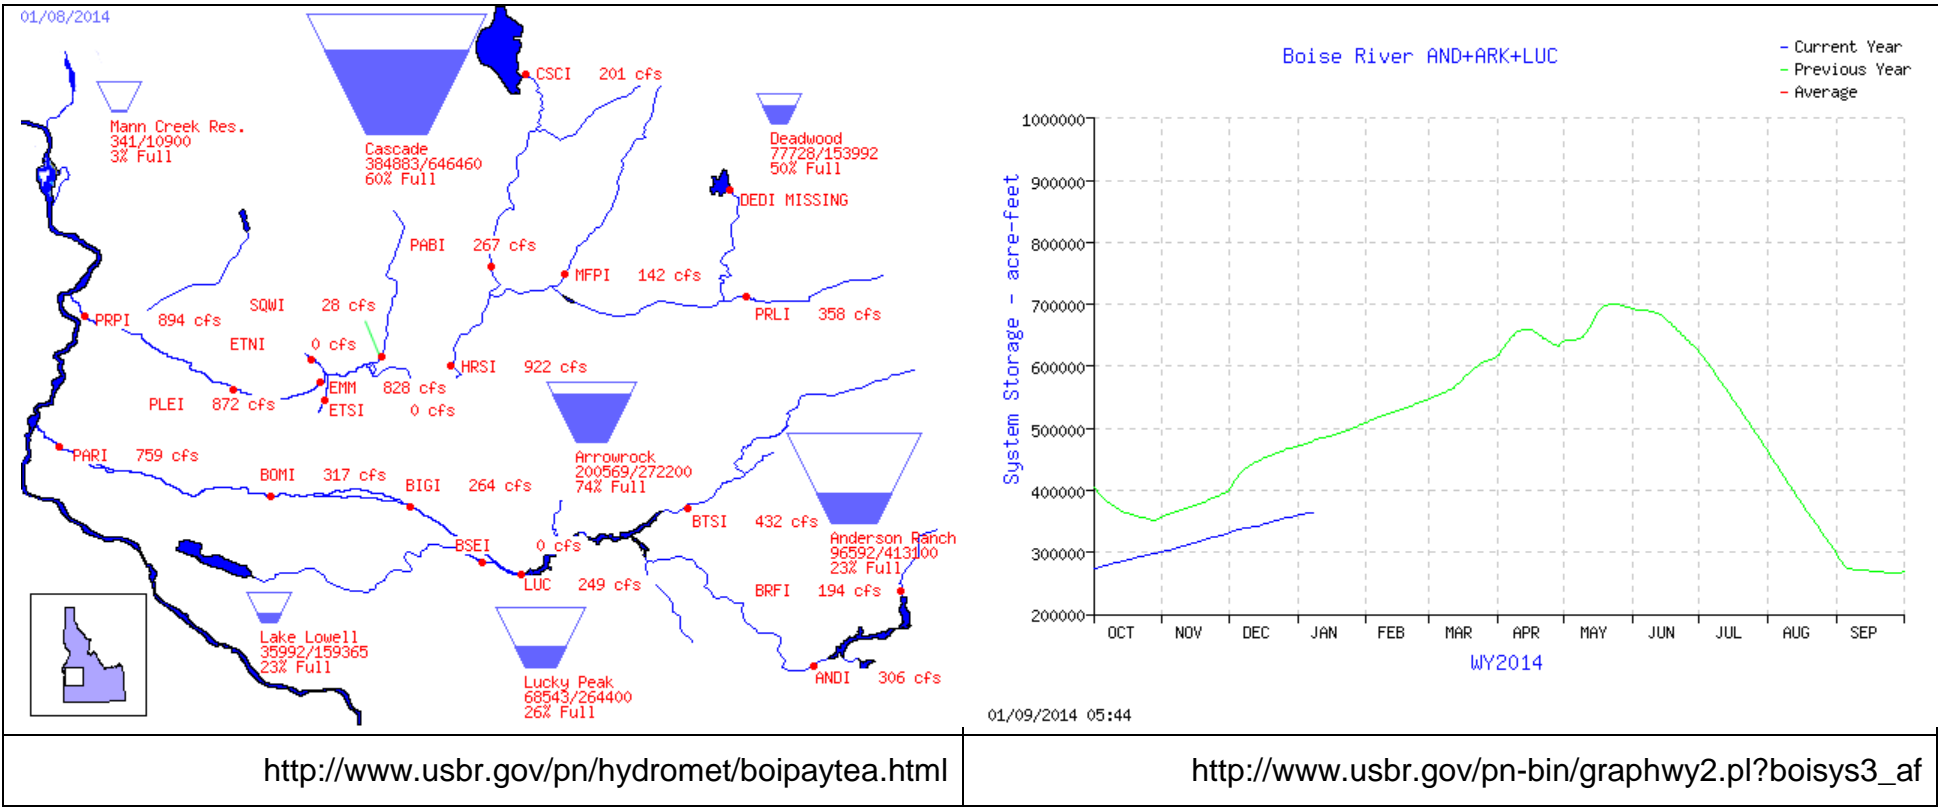 01/08/2014
CSCI 201 cfs
Mann Creek Res.
341/10900
3% Full
Cascade
384883/646460
60% Full
Deadwood
77728/153992
50% Full
DEDI MISSING
PABI 267 cfs
MFPI 142 cfs
SQWI 28 cfs
PRPI 894 cfs
PRLI 358 cfs
ETNI 0 cfs
HRSI 922 cfs
EMM 828 cfs
PLEI 872 cfs
ETSI 0 cfs
PARI 759 cfs
Arrowrock
200569/272200
74% Full
BOMI 317 cfs
BIGI 264 cfs
BTSI 432 cfs
Anderson Ranch
96592/413100
23% Full
BSEI 0 cfs
LUC 249 cfs
BRFI 194 cfs
Lake Lowell
35992/159365
23% Full
Lucky Peak
68543/264400
26% Full
ANDI 306 cfs
Boise River AND+ARK+LUC
- Current Year
- Previous Year
- Average
System Storage - acre-feet
1000000
900000
800000
700000
600000
500000
400000
300000
200000
OCT NOV DEC JAN FEB MAR APR MAY JUN JUL AUG SEP
WY2014
01/09/2014 05:44
http://www.usbr.gov/pn/hydromet/boipaytea.html
http://www.usbr.gov/pn-bin/graphwy2.pl?boisys3_af